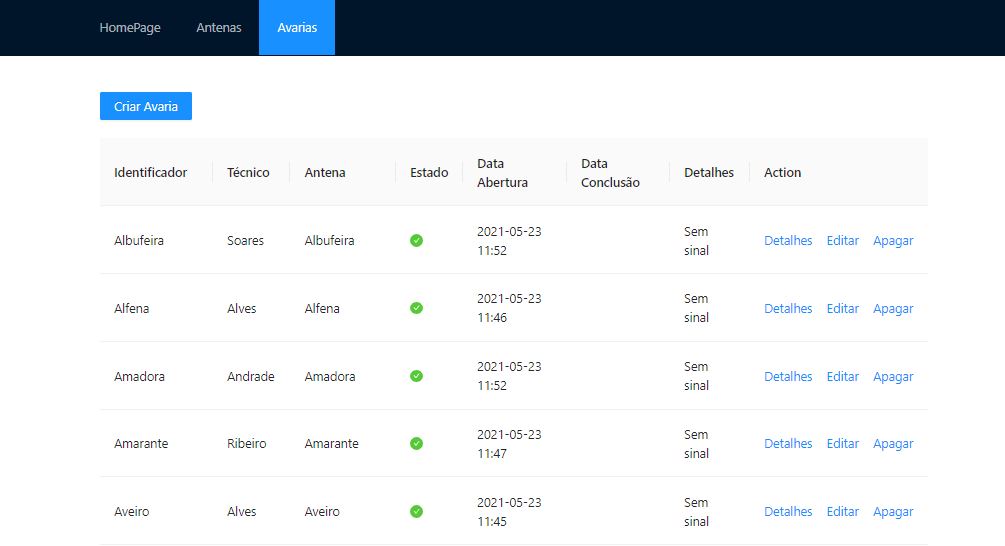 HomePage Antenas Avarias
Criar Avaria
Identificador Técnico Antena Estado Data Abertura Data Conclusão Detalhes Action
Albufeira Soares Albufeira 2021-05-23 11:52 Sem sinal Detalhes Editar Apagar
Alfena Alves Alfena 2021-05-23 11:46 Sem sinal Detalhes Editar Apagar
Amadora Andrade Amadora 2021-05-23 11:52 Sem sinal Detalhes Editar Apagar
Amarante Ribeiro Amarante 2021-05-23 11:47 Sem sinal Detalhes Editar Apagar
Aveiro Alves Aveiro 2021-05-23 11:45 Sem sinal Detalhes Editar Apagar